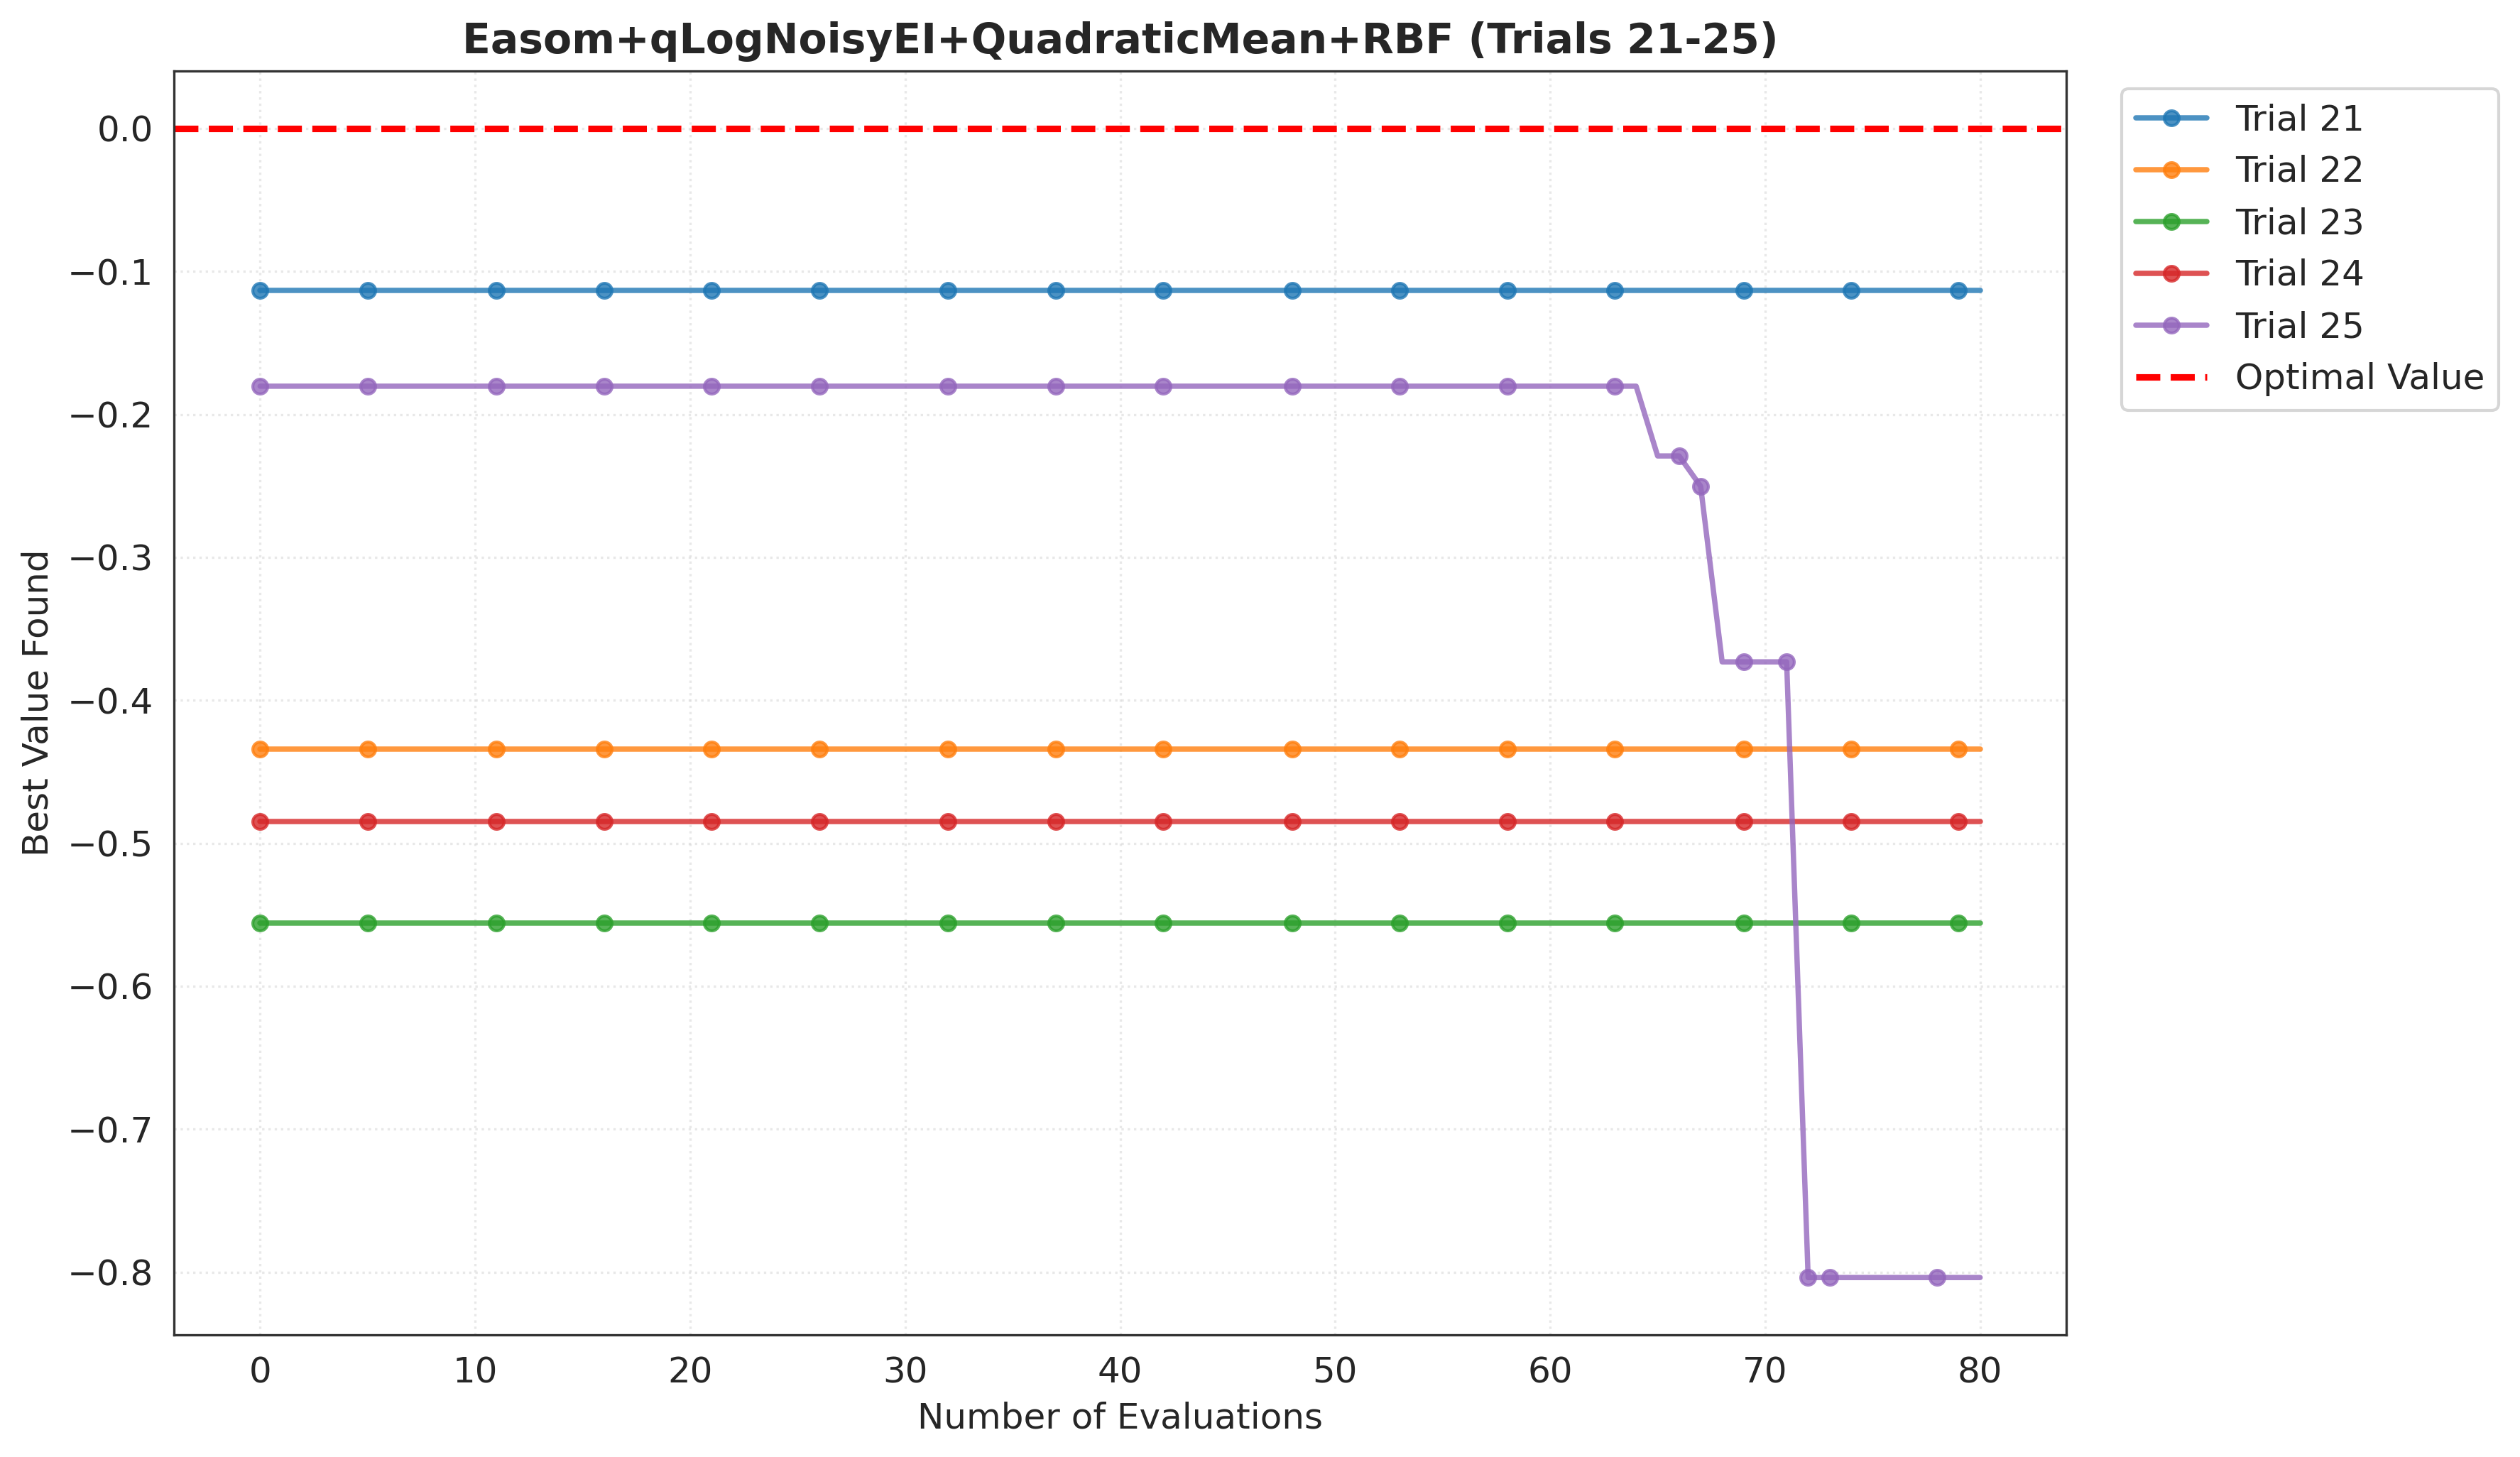 Easom+qLogNoisyEI+QuadraticMean+RBF (Trials 21-25)
Trial 21
Trial 22
Trial 23
Trial 24
Trial 25
Optimal Value
Best Value Found
0.0
−0.1
−0.2
−0.3
−0.4
−0.5
−0.6
−0.7
−0.8
0 10 20 30 40 50 60 70 80
Number of Evaluations